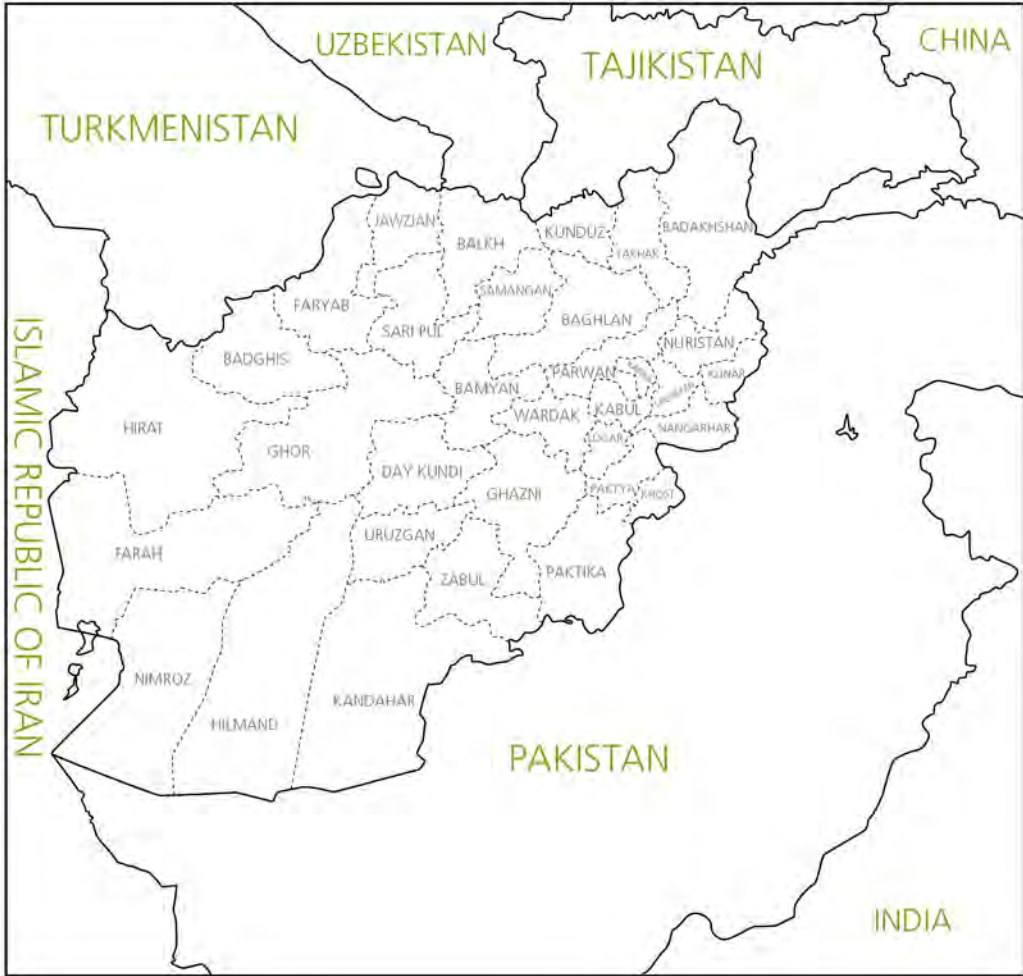 UZBEKISTAN
CHINA
TAJIKISTAN
TURKMENISTAN
JAWZJAN
BALKH
KUNDUZ
BADAKHSHAN
TAKHAR
SAMANGAN
FARYAB
BAGHLAN
SARI PUL
NURISTAN
BADGHIS
PARWAN
KUNAR
BAMYAN
WARDAK
KABUL
HIRAT
NANGARHAR
LOGAR
GHOR
DAY KUNDI
GHAZNI
PAKTYA
KHOST
URUZGAN
FARAH
PAKTIKA
ZABUL
ISLAMIC REPUBLIC OF IRAN
NIMROZ
KANDAHAR
HILMAND
PAKISTAN
INDIA